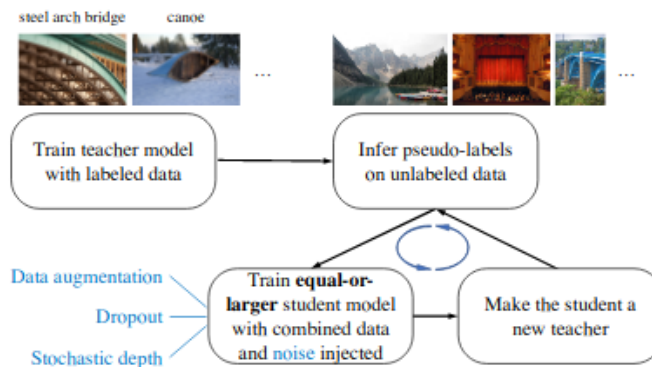 steel arch bridge
canoe
...
...
Train teacher model
with labeled data
Infer pseudo-labels
on unlabeled data
Data augmentation
Dropout
Stochastic depth
Train equal-or-
larger student model
with combined data
and noise injected
Make the student a
new teacher